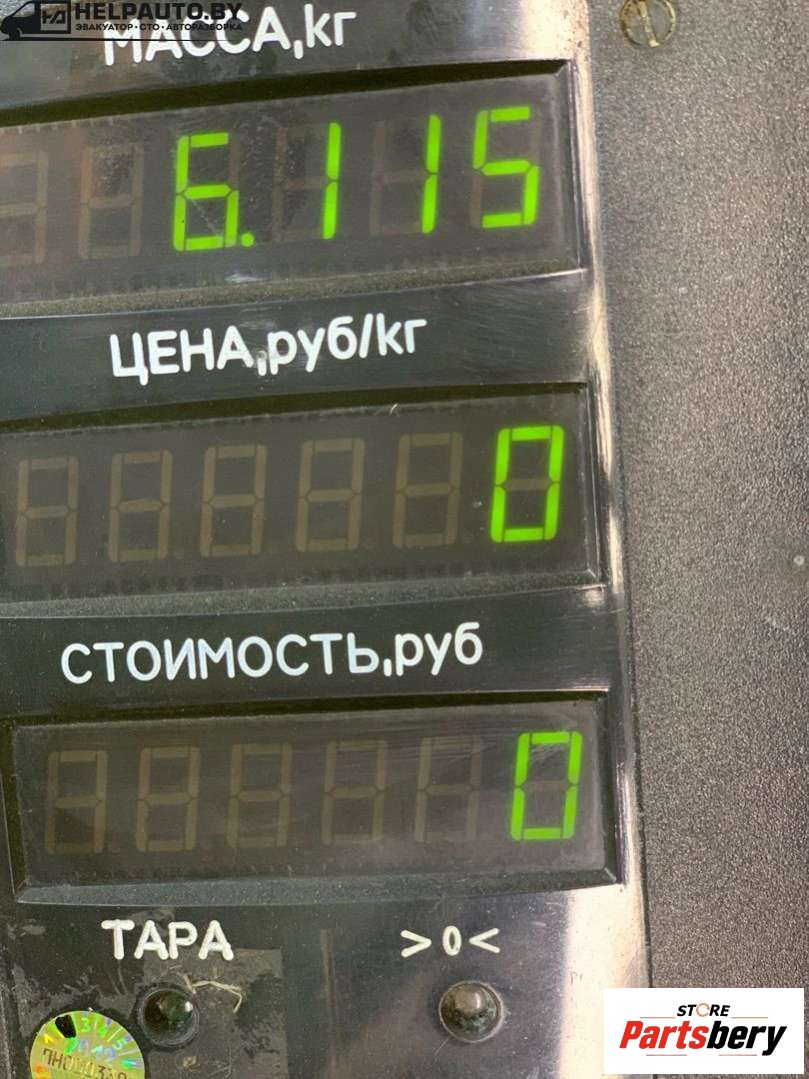 HELPAUTO.BY
ЭВАКУАТОР•СТО•АВТОРАЗБОРКА
МАССА,кг
6.115
ЦЕНА,руб/кг
0
СТОИМОСТЬ,руб
0
ТАРА >0<
STORE
Partsbery